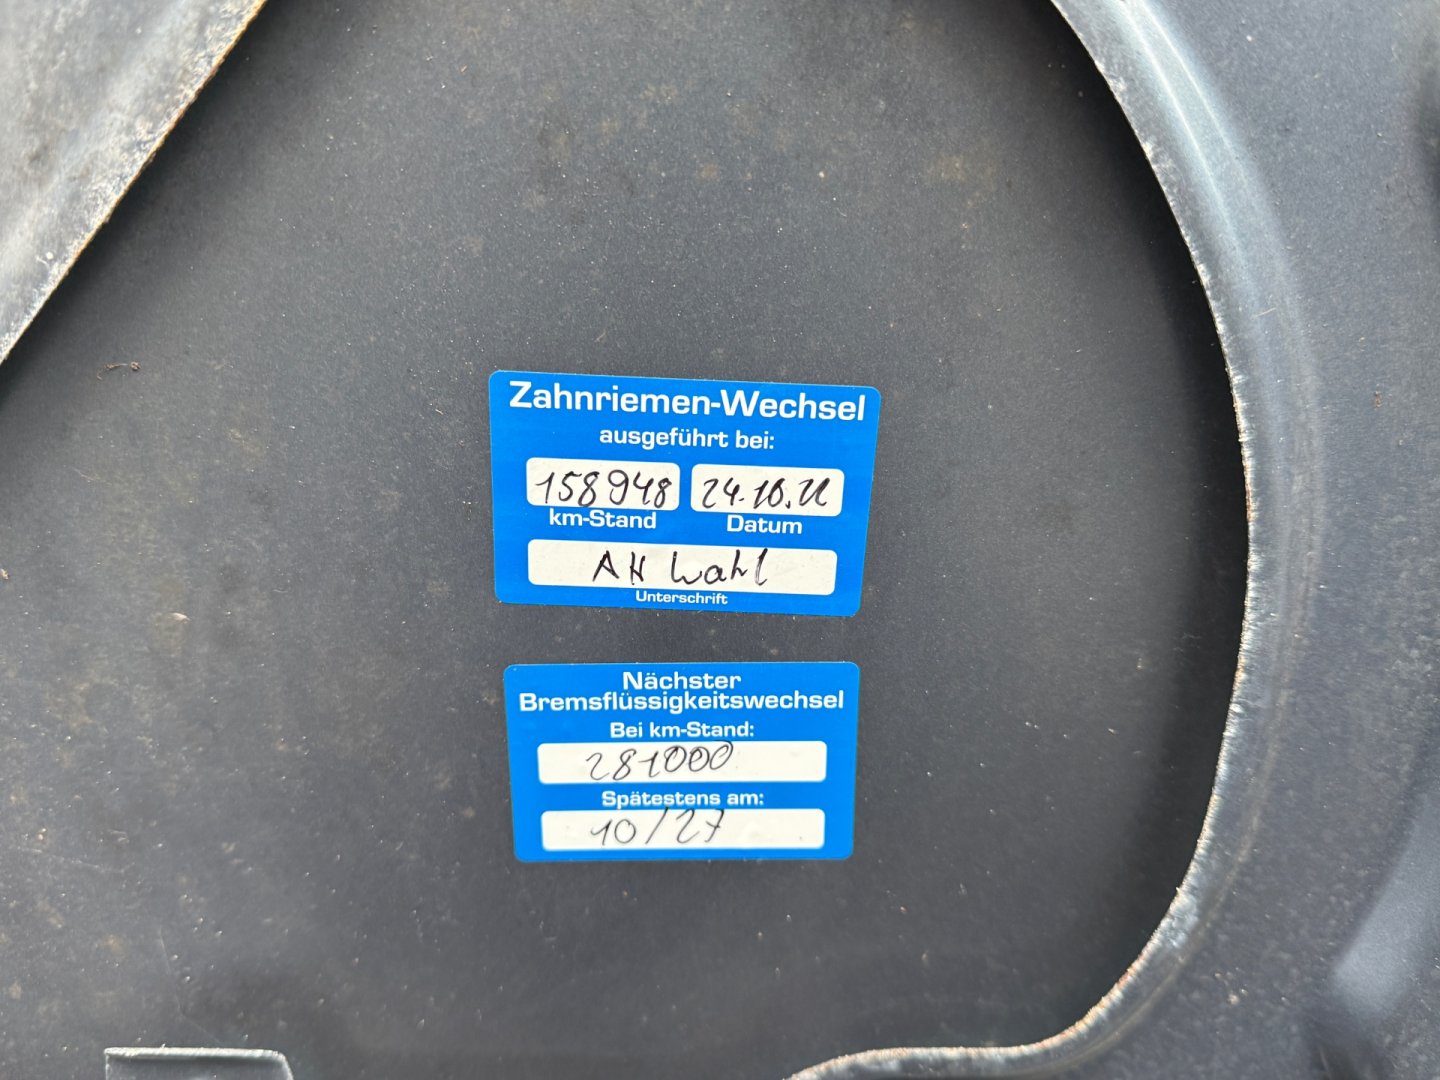 Zahnriemen-Wechsel
ausgeführt bei:
158948 24.10.22
km-Stand Datum
AH Wahl
Unterschrift
Nächster
Bremsflüssigkeitswechsel
Bei km-Stand:
281000
Spätestens am:
10/27